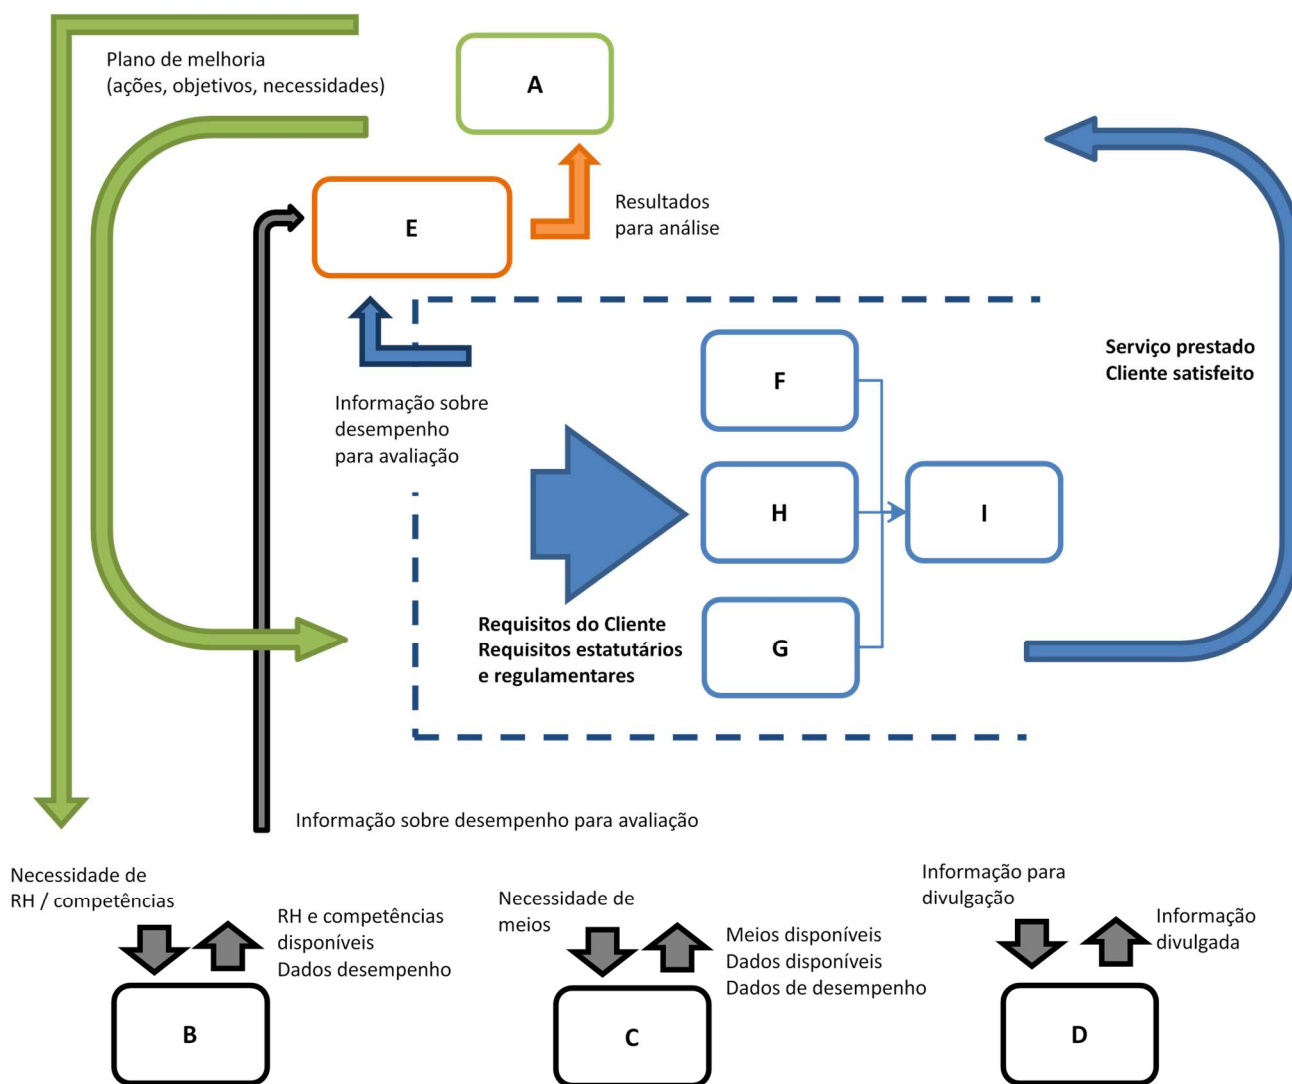 Plano de melhoria
(ações, objetivos, necessidades)
A
E
Resultados
para análise
Informação sobre
desempenho
para avaliação
F
H
I
G
Requisitos do Cliente
Requisitos estatutários
e regulamentares
Serviço prestado
Cliente satisfeito
Informação sobre desempenho para avaliação
Necessidade de
RH / competências
RH e competências
disponíveis
Dados desempenho
B
Necessidade de
meios
Meios disponíveis
Dados disponíveis
Dados de desempenho
C
Informação para
divulgação
Informação
divulgada
D